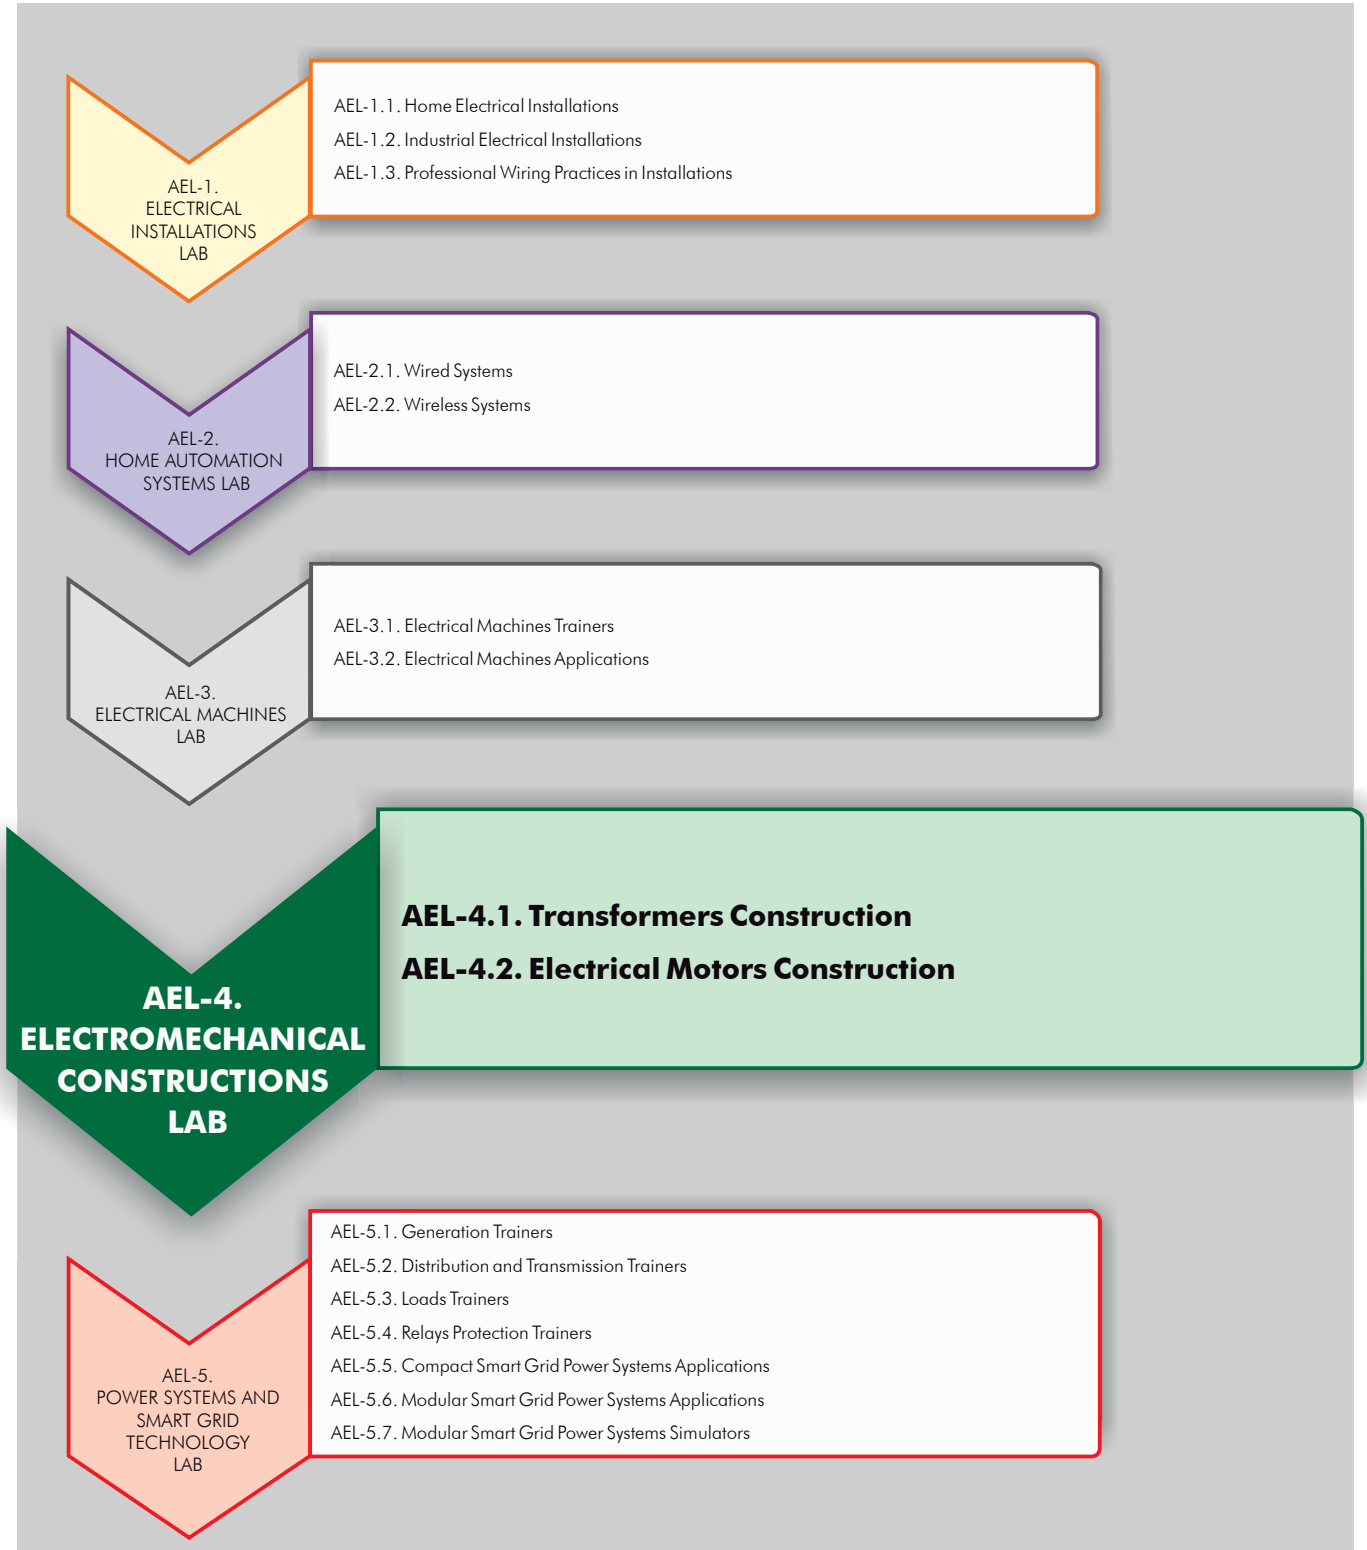 AEL-1.
ELECTRICAL
INSTALLATIONS
LAB
AEL-1.1. Home Electrical Installations
AEL-1.2. Industrial Electrical Installations
AEL-1.3. Professional Wiring Practices in Installations
AEL-2.
HOME AUTOMATION
SYSTEMS LAB
AEL-2.1. Wired Systems
AEL-2.2. Wireless Systems
AEL-3.
ELECTRICAL MACHINES
LAB
AEL-3.1. Electrical Machines Trainers
AEL-3.2. Electrical Machines Applications
AEL-4.
ELECTROMECHANICAL
CONSTRUCTIONS
LAB
AEL-4.1. Transformers Construction
AEL-4.2. Electrical Motors Construction
AEL-5.
POWER SYSTEMS AND
SMART GRID
TECHNOLOGY
LAB
AEL-5.1. Generation Trainers
AEL-5.2. Distribution and Transmission Trainers
AEL-5.3. Loads Trainers
AEL-5.4. Relays Protection Trainers
AEL-5.5. Compact Smart Grid Power Systems Applications
AEL-5.6. Modular Smart Grid Power Systems Applications
AEL-5.7. Modular Smart Grid Power Systems Simulators